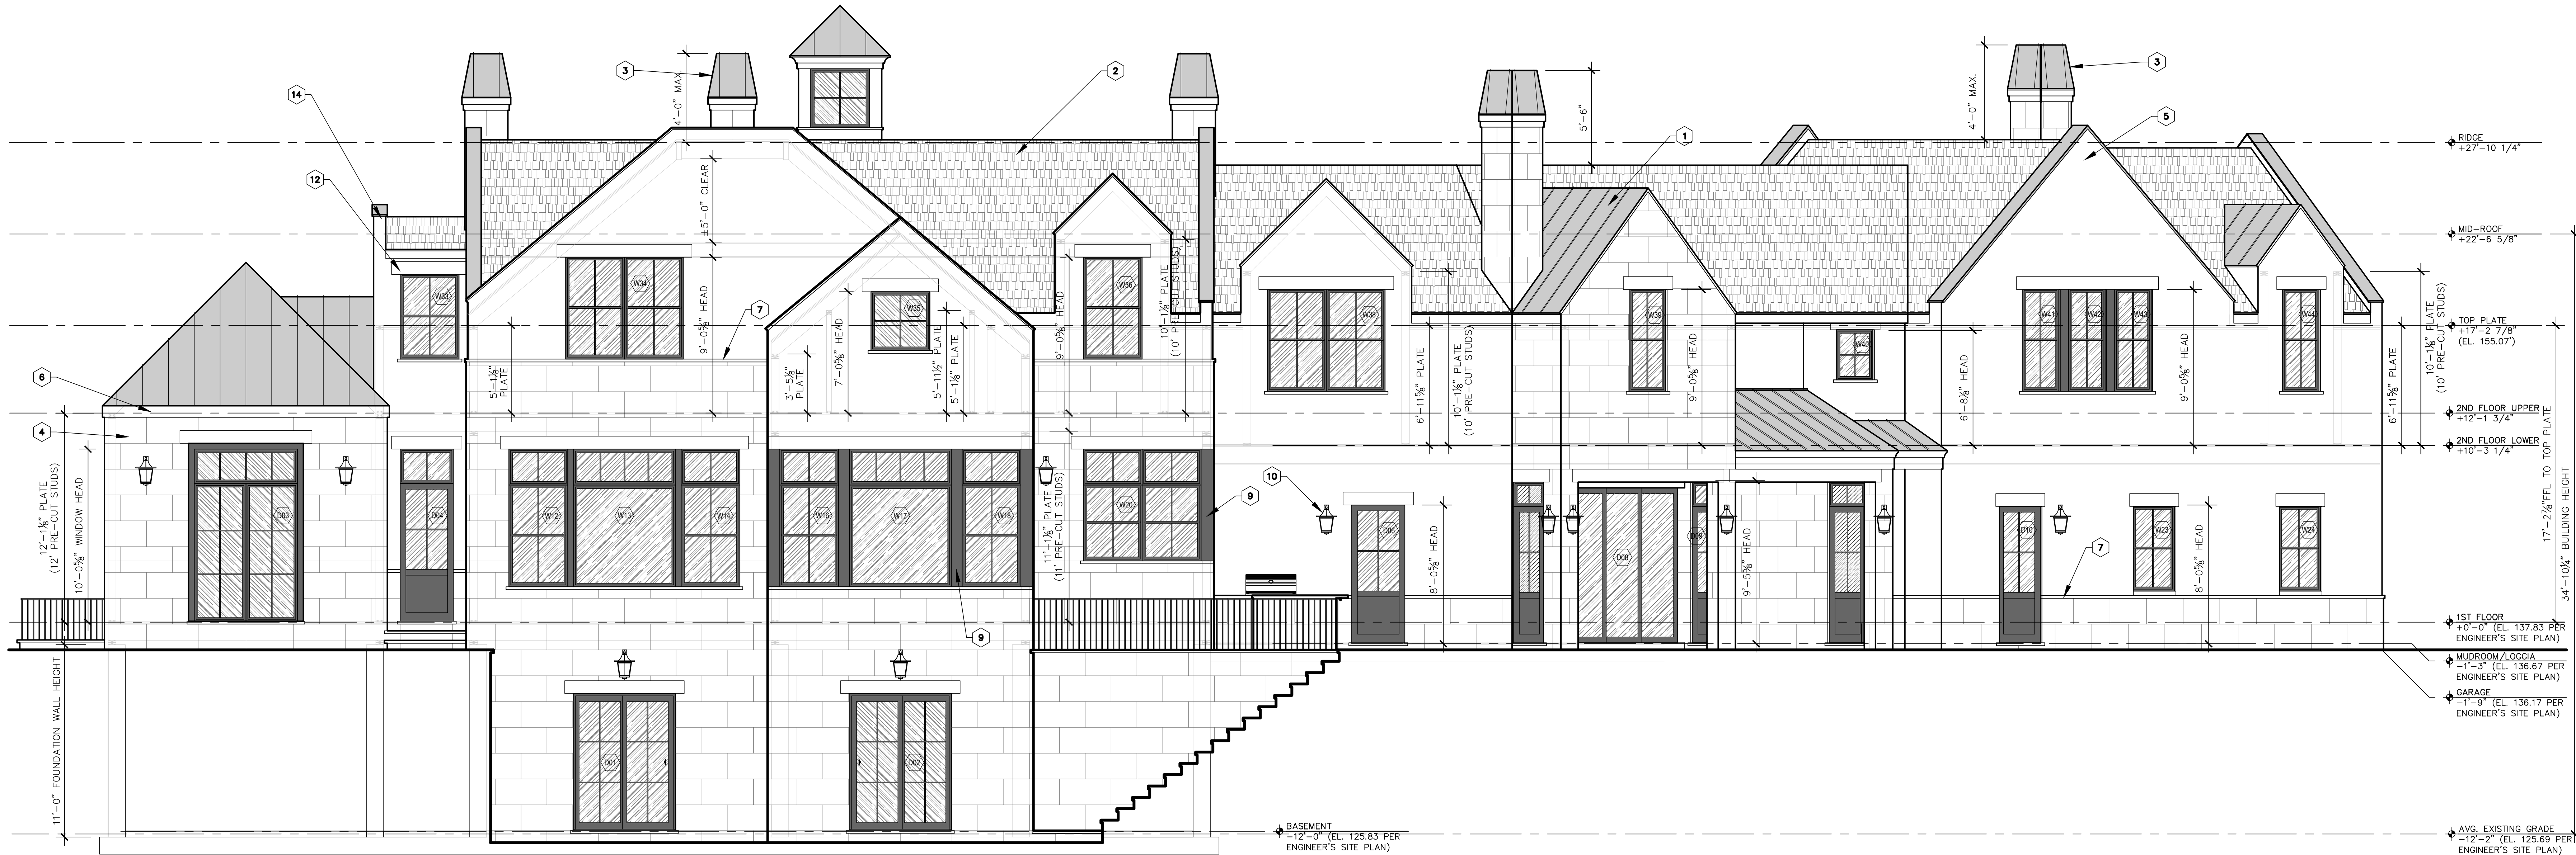 3
2
3
14
4'-0" MAX.
5'-6"
4'-0" MAX.
1
5
RIDGE
+27'-10 1/4"
12
±5'-0" CLEAR
MID-ROOF
+22'-6 5/8"
W33
W34
W35
W36
W38
W39
W40
W41
W42
W43
W44
7
9'-0⅝" HEAD
5'-1⅛"
PLATE
3'-5⅝"
PLATE
7'-0⅝" HEAD
5'-11½" PLATE
5'-1⅛" PLATE
9'-0⅝" HEAD
10'-1⅛" PLATE
(10' PRE-CUT STUDS)
6'-11⅝" PLATE
10'-1⅛" PLATE
(10' PRE-CUT STUDS)
9'-0⅝" HEAD
6'-8¼" HEAD
9'-0⅝" HEAD
6'-11⅝" PLATE
10'-1⅛" PLATE
(10' PRE-CUT STUDS)
TOP PLATE
+17'-2 7/8"
(EL. 155.07')
6
4
2ND FLOOR UPPER
+12'-1 3/4"
2ND FLOOR LOWER
+10'-3 1/4"
12'-1⅛" PLATE
(12' PRE-CUT STUDS)
10'-0⅝" WINDOW HEAD
D03
D04
W12
W13
W14
W16
W17
W18
11'-1⅛" PLATE
(11' PRE-CUT STUDS)
W20
9
9
10
D06
8'-0⅝" HEAD
D08
D09
9'-5⅝" HEAD
D10
W23
8'-0⅝" HEAD
W24
7
17'-2⅞" FFL TO TOP PLATE
34'-10¼" BUILDING HEIGHT
1ST FLOOR
+0'-0" (EL. 137.83 PER
ENGINEER'S SITE PLAN)
MUDROOM/LOGGIA
-1'-3" (EL. 136.67 PER
ENGINEER'S SITE PLAN)
GARAGE
-1'-9" (EL. 136.17 PER
ENGINEER'S SITE PLAN)
11'-0" FOUNDATION WALL HEIGHT
D01
D02
BASEMENT
-12'-0" (EL. 125.83 PER
ENGINEER'S SITE PLAN)
AVG. EXISTING GRADE
-12'-2" (EL. 125.69 PER
ENGINEER'S SITE PLAN)